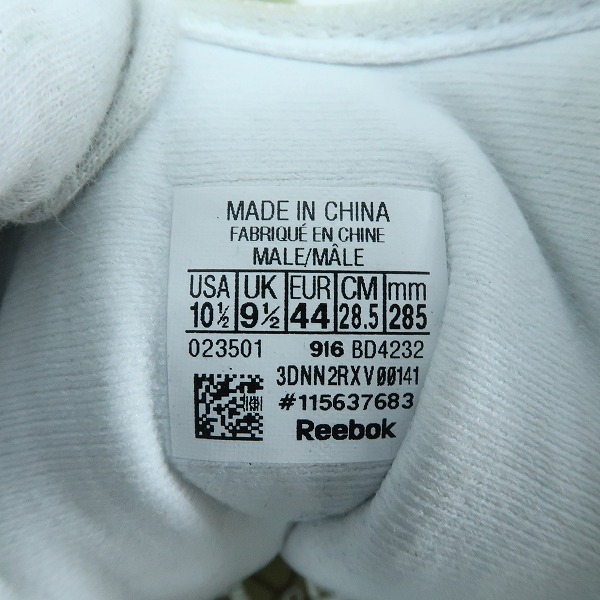 MADE IN CHINA
FABRIQUÉ EN CHINE
MALE/MÂLE
USA UK EUR CM mm
10½ 9½ 44 28.5 285
023501 916 BD4232
3DNN2RXV00141
#115637683
Reebok